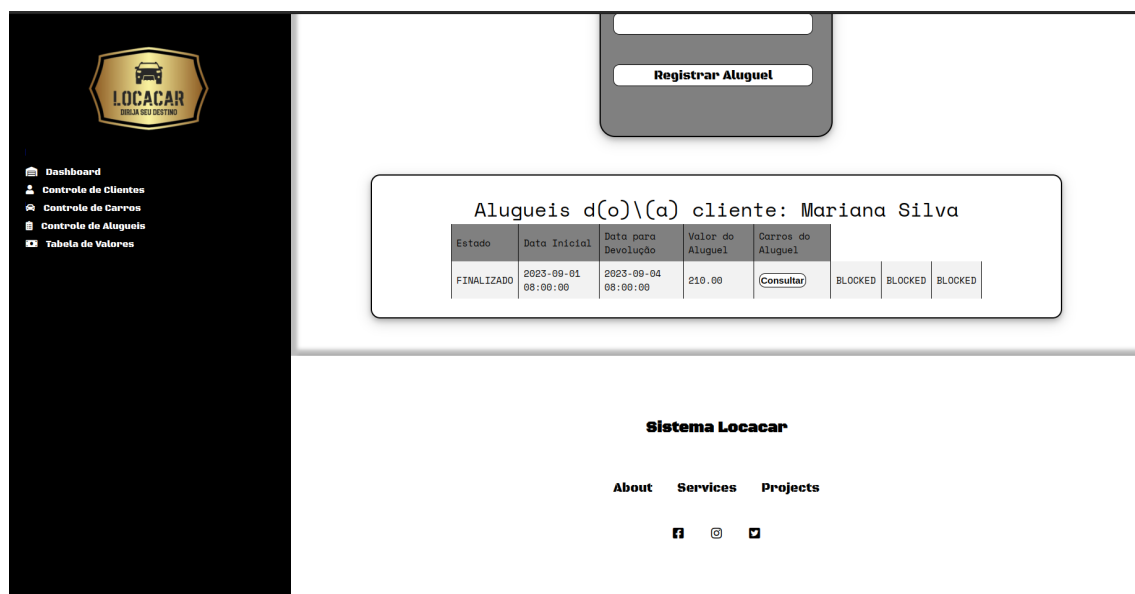 LOCACAR
DIRIJA SEU DESTINO
Dashboard
Controle de Clientes
Controle de Carros
Controle de Alugueis
Tabela de Valores
Registrar Aluguel
Alugueis d(o)\(a) cliente: Mariana Silva
Estado Data Inicial Data para Devolução Valor do Aluguel Carros do Aluguel
FINALIZADO 2023-09-01 08:00:00 2023-09-04 08:00:00 210.00 Consultar BLOCKED BLOCKED BLOCKED
Sistema Locacar
About Services Projects